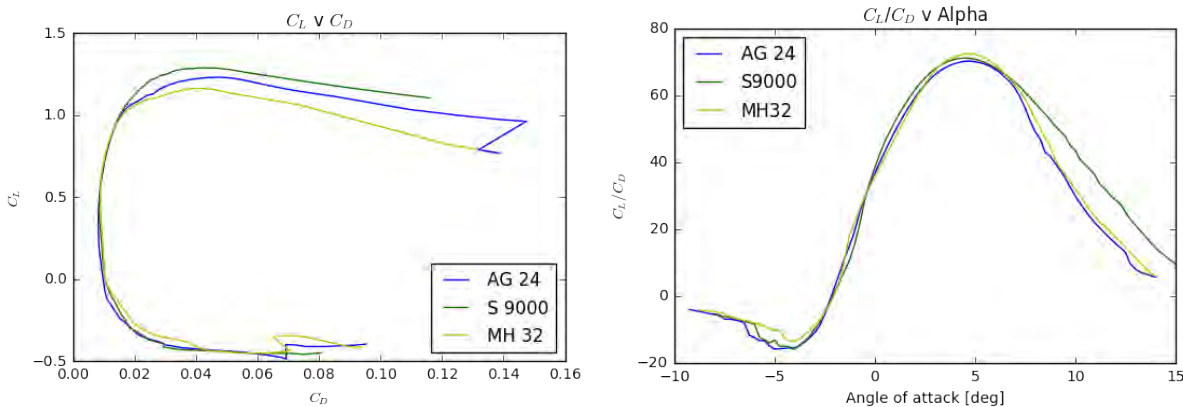 C_L v C_D
1.5
1.0
0.5
0.0
−0.5
C_L
0.00 0.02 0.04 0.06 0.08 0.10 0.12 0.14 0.16
C_D
AG 24
S 9000
MH 32
C_L/C_D v Alpha
80
60
40
20
0
−20
C_L/C_D
−10 −5 0 5 10 15
Angle of attack [deg]
AG 24
S9000
MH32